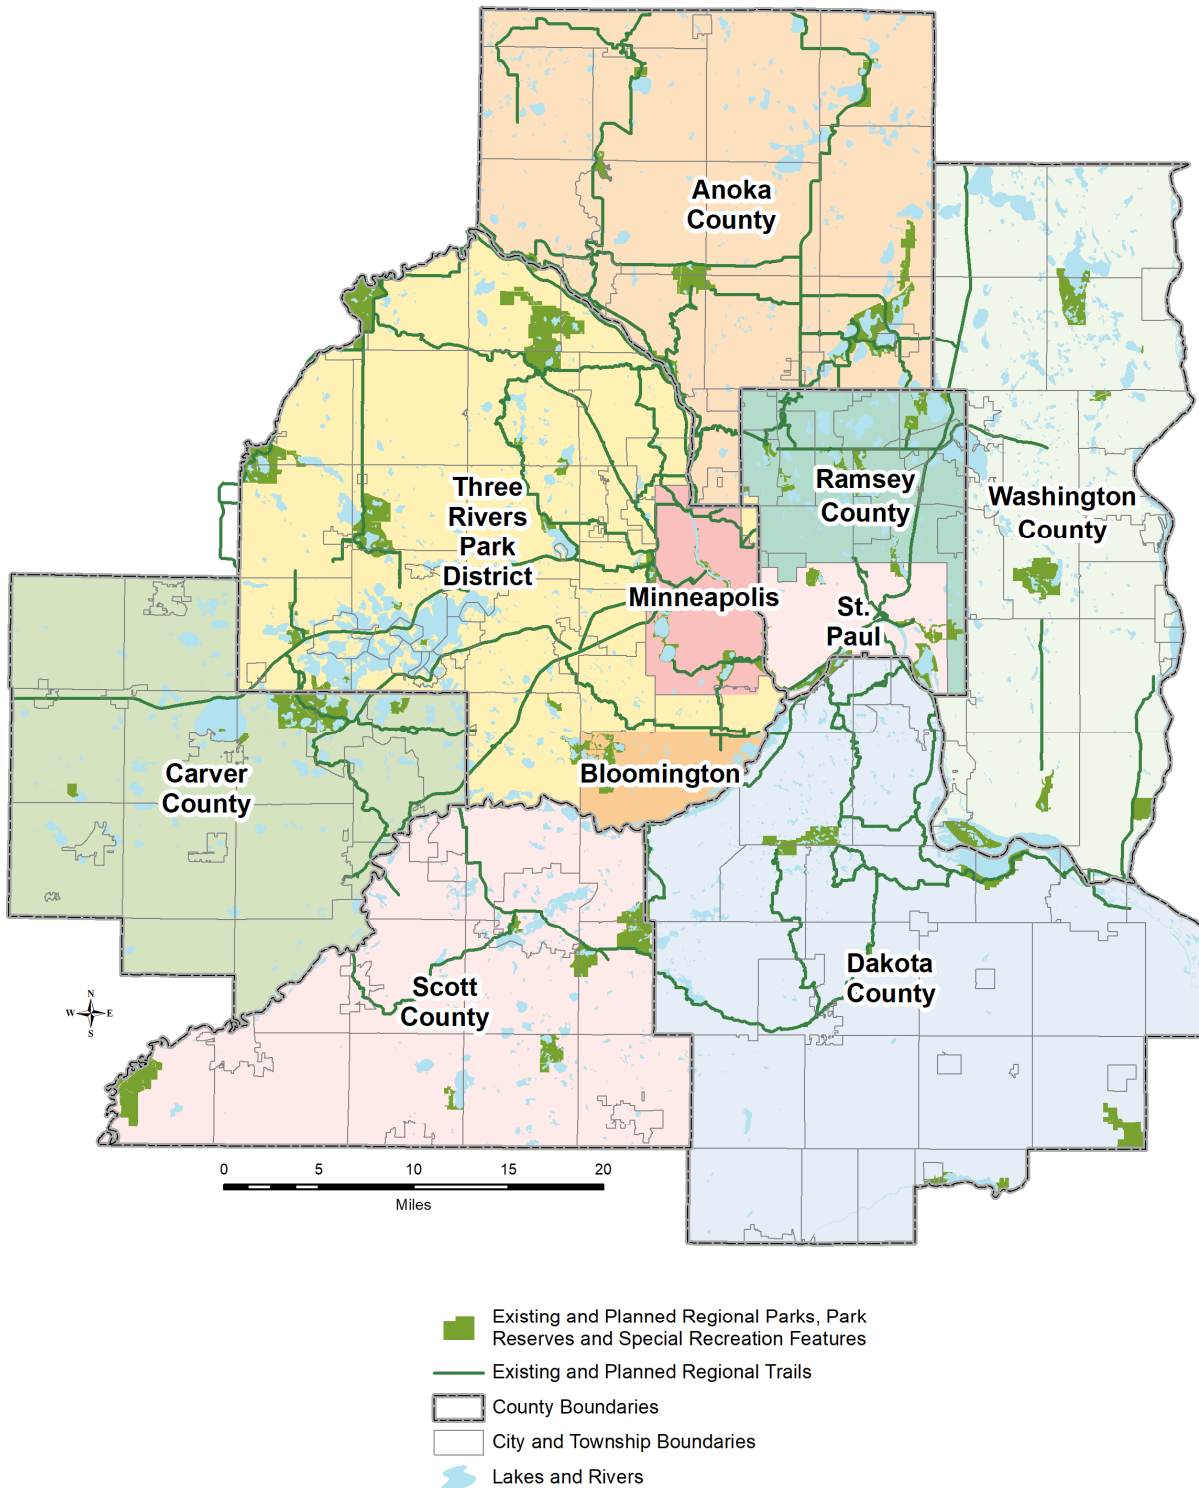 Anoka
County
Three
Rivers
Park
District
Ramsey
County
Washington
County
Minneapolis
St.
Paul
Carver
County
Bloomington
Scott
County
Dakota
County
N
W
E
S
0
5
10
15
20
Miles
Existing and Planned Regional Parks, Park
Reserves and Special Recreation Features
Existing and Planned Regional Trails
County Boundaries
City and Township Boundaries
Lakes and Rivers